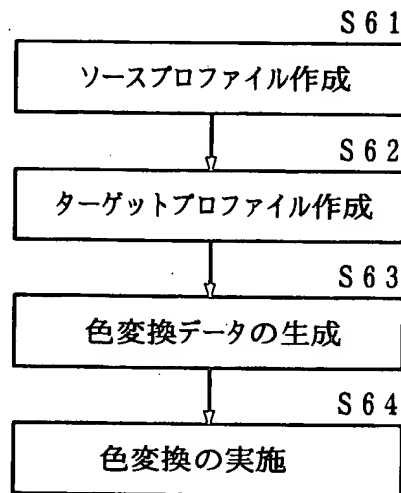 S61
ソースプロファイル作成
S62
ターゲットプロファイル作成
S63
色変換データの生成
S64
色変換の実施